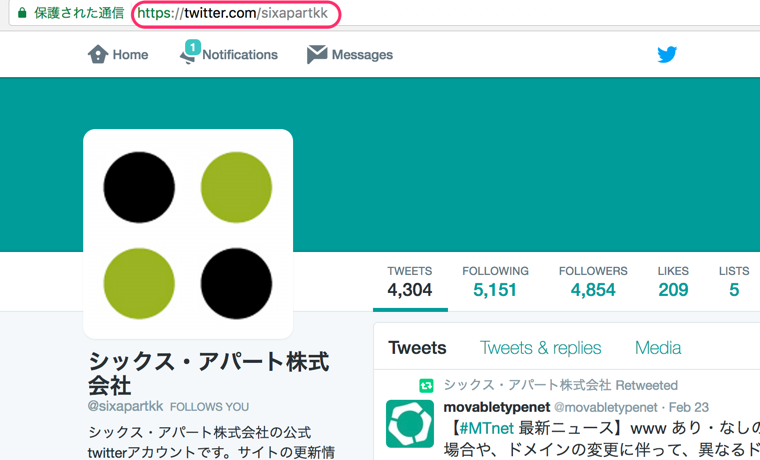 保護された通信 https://twitter.com/sixapartkk
Home 1 Notifications Messages
TWEETS FOLLOWING FOLLOWERS LIKES LISTS
4,304 5,151 4,854 209 5
シックス・アパート株式
会社
@sixapartkk FOLLOWS YOU
シックス・アパート株式会社の公式
twitterアカウントです。サイトの更新情
Tweets Tweets & replies Media
シックス・アパート株式会社 Retweeted
movabletypenet @movabletypenet · Feb 23
【#MTnet 最新ニュース】www あり・なしの
場合や、ドメインの変更に伴って、異なるド